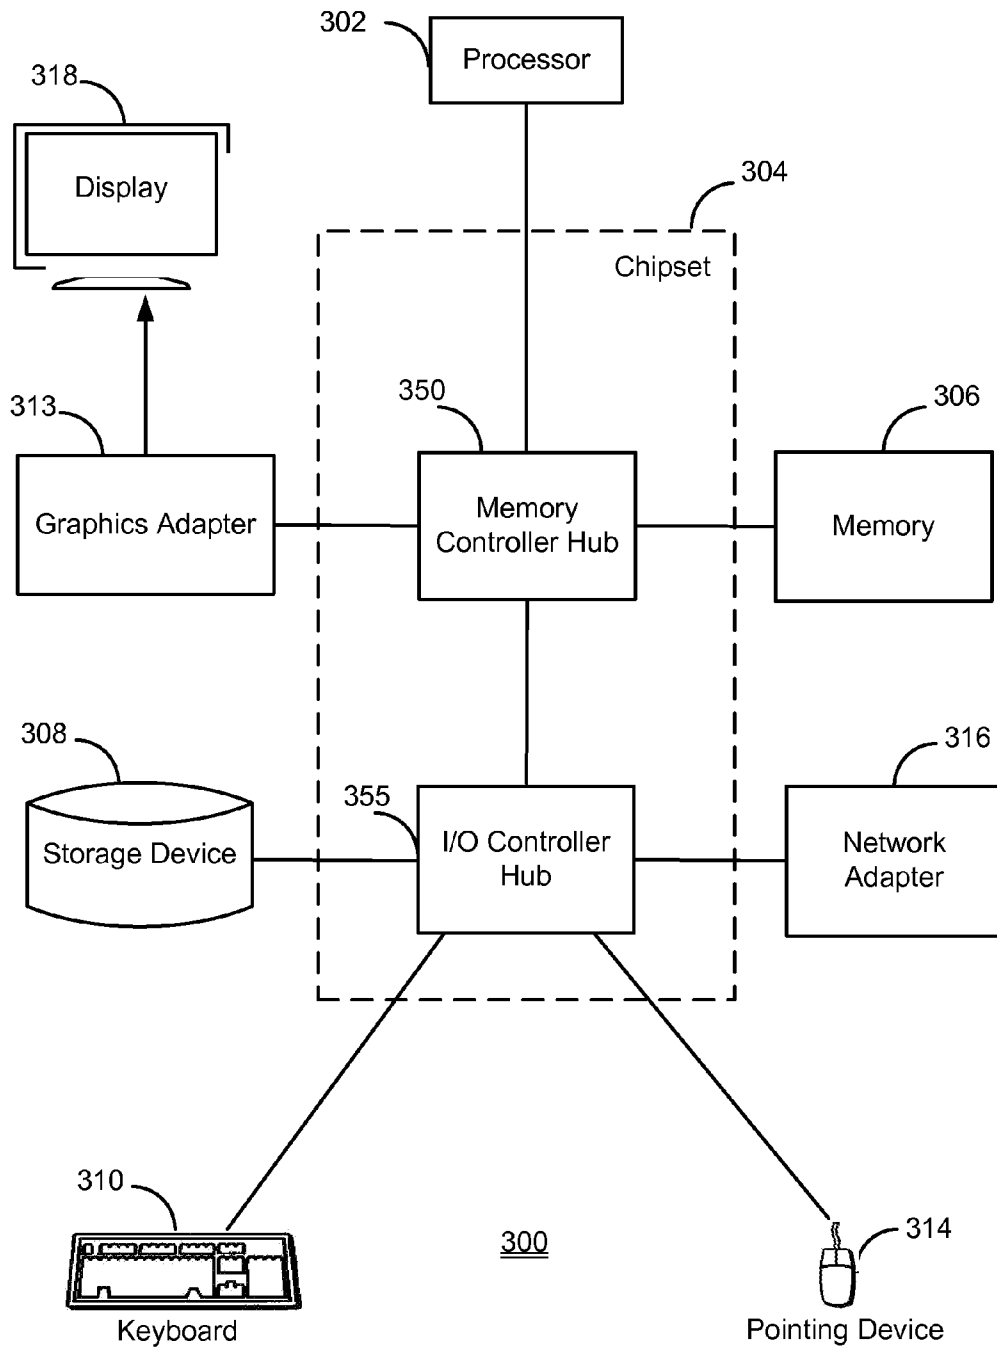 302
Processor
318
Display
304
Chipset
313
350
306
Graphics Adapter
Memory
Controller Hub
Memory
308
316
355
Storage Device
I/O Controller
Hub
Network
Adapter
310
300
314
Keyboard
Pointing Device